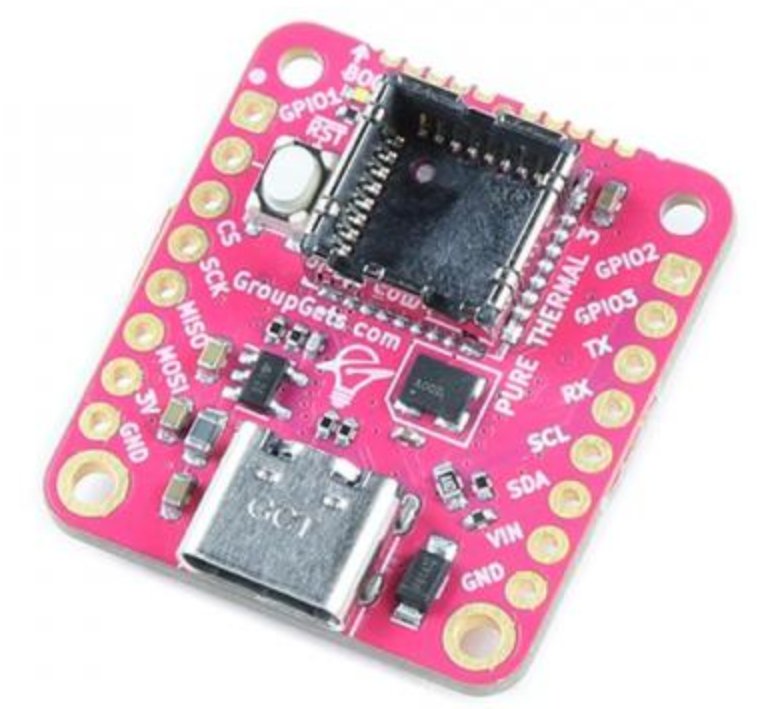 GPIO1
RST
CS
SCK
MISO
MOSI
3V
GND
GroupGets.com
PURE THERMAL 3
GCT
GPIO2
GPIO3
TX
RX
SCL
SDA
VIN
GND